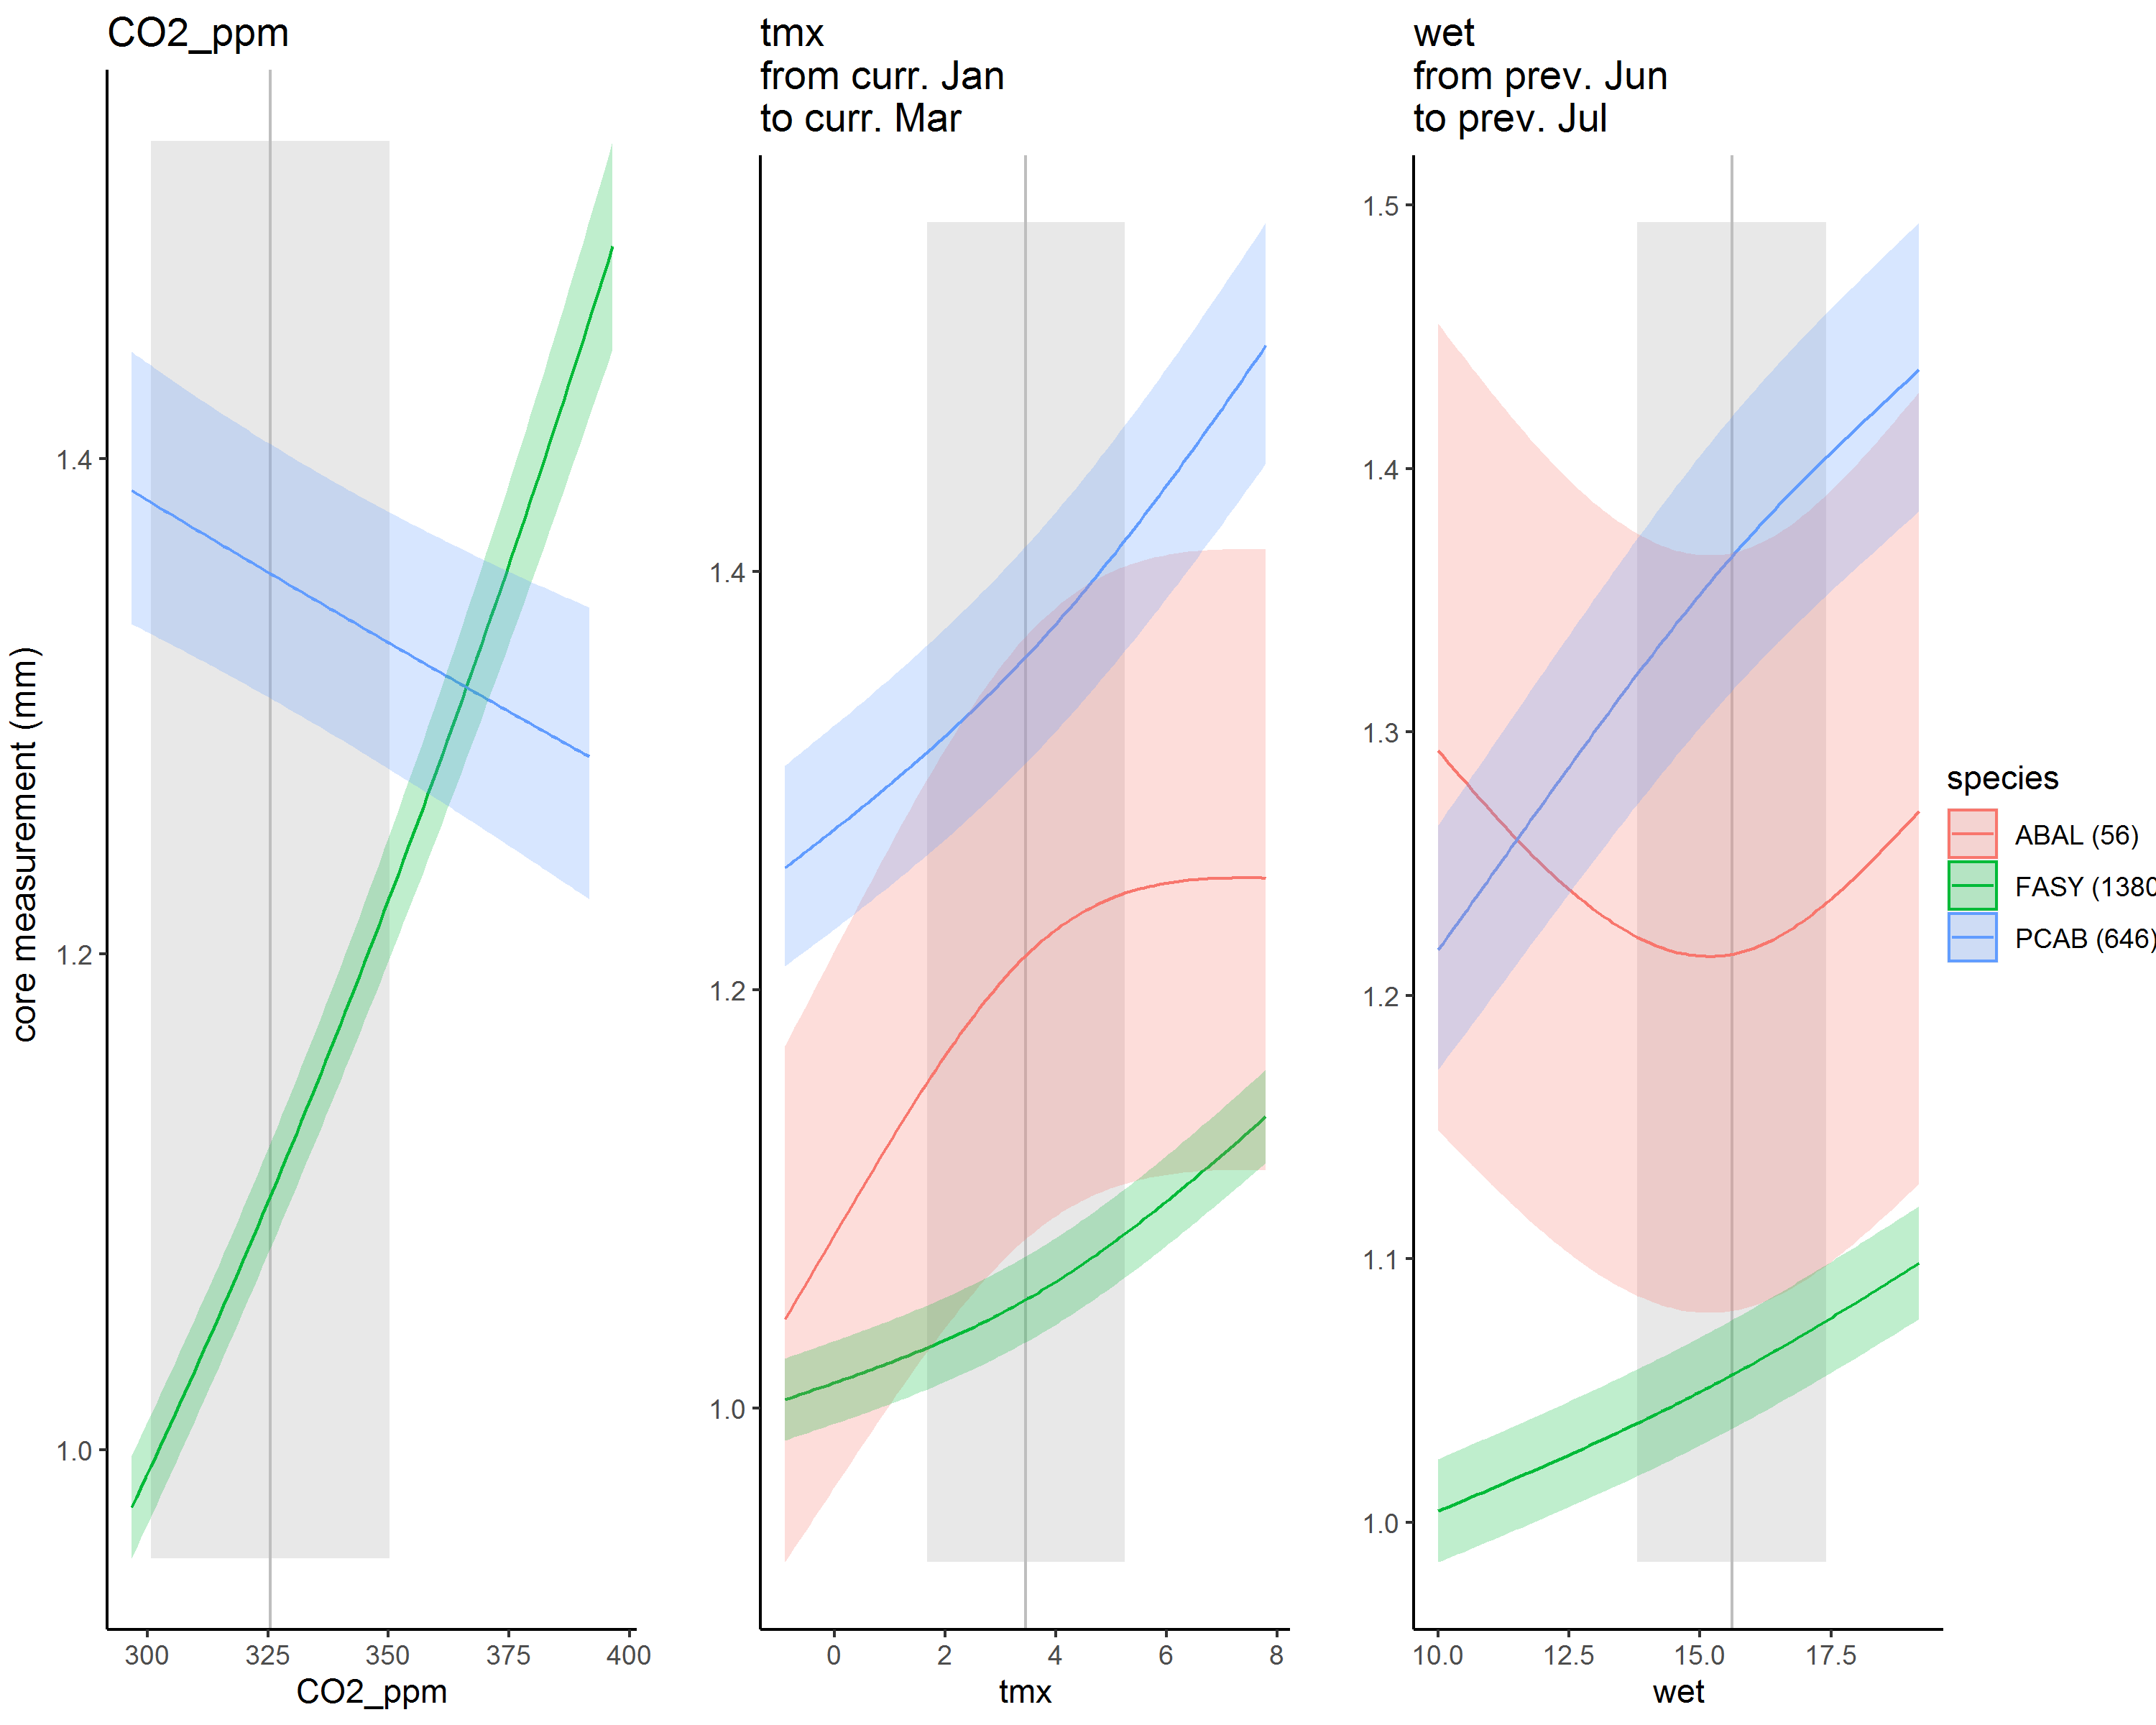 CO2_ppm
tmx
from curr. Jan
to curr. Mar
wet
from prev. Jun
to prev. Jul
core measurement (mm)
1.4
1.2
1.0
300 325 350 375 400
CO2_ppm
1.4
1.2
1.0
0 2 4 6 8
tmx
1.5
1.4
1.3
1.2
1.1
1.0
10.0 12.5 15.0 17.5
wet
species
ABAL (56)
FASY (1380
PCAB (646)